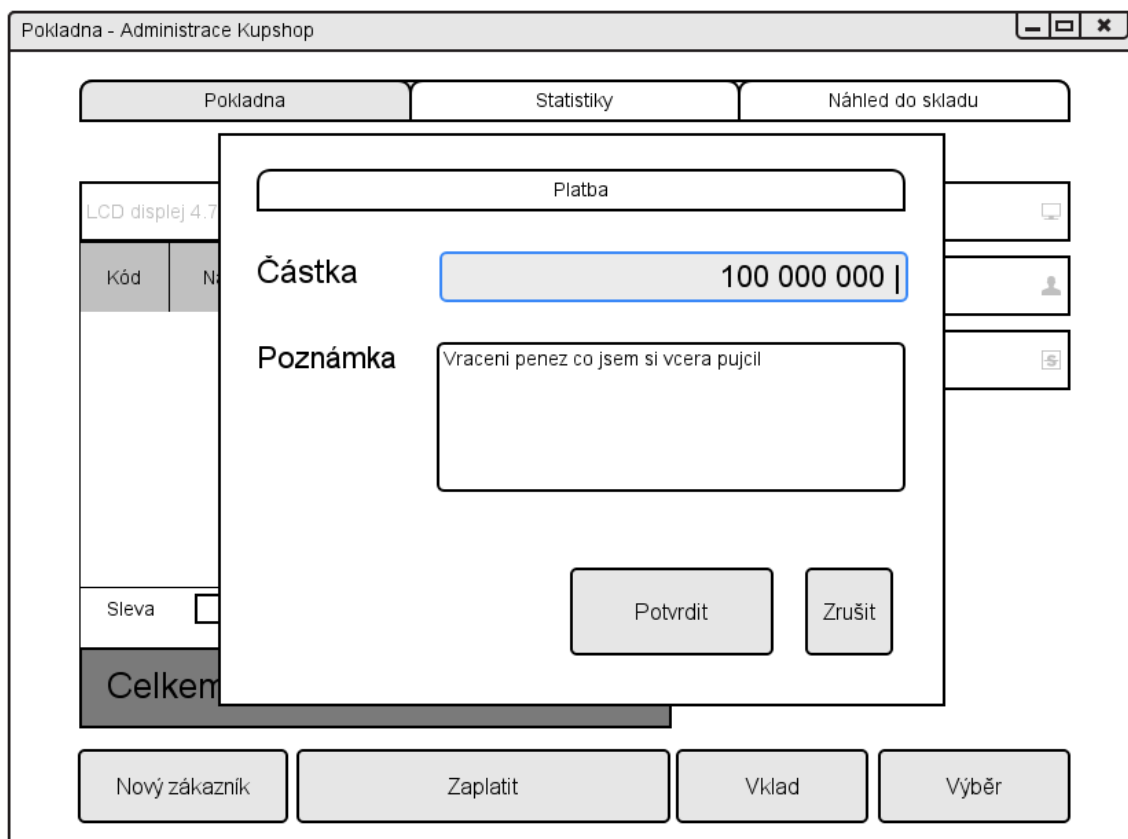 Pokladna - Administrace Kupshop
Pokladna
Statistiky
Náhled do skladu
Platba
LCD displej 4.7
Kód
Částka
100 000 000
Poznámka
Vraceni penez co jsem si vcera pujcil
Potvrdit
Zrušit
Sleva
Celkem
Nový zákazník
Zaplatit
Vklad
Výběr